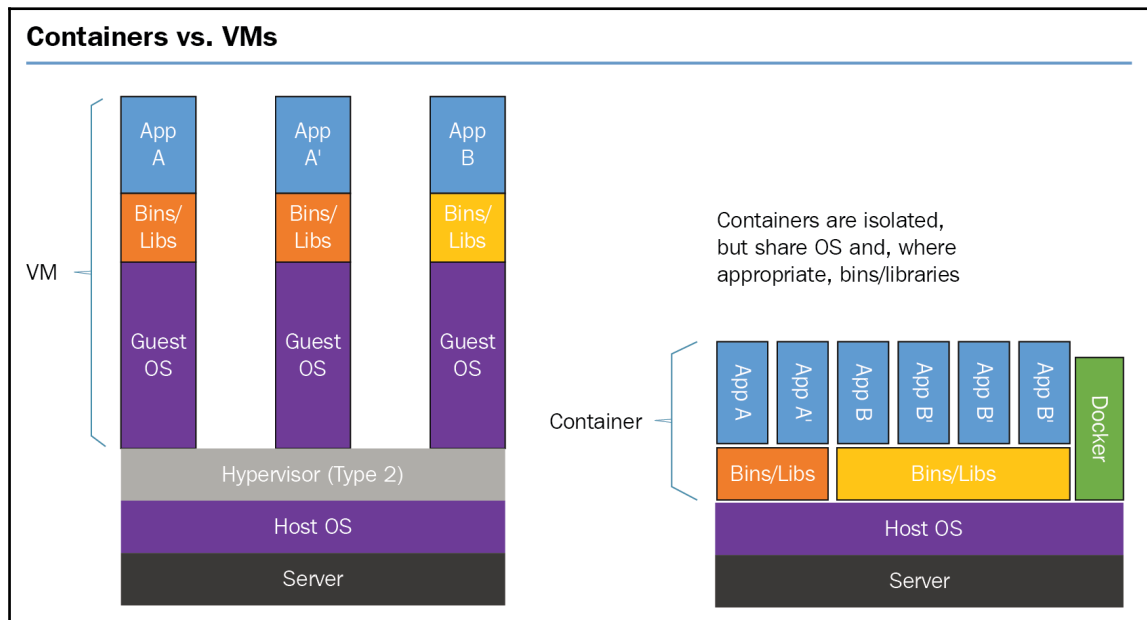 Containers vs. VMs
VM
App
A
Bins/
Libs
Guest
OS
App
A'
Bins/
Libs
Guest
OS
App
B
Bins/
Libs
Guest
OS
Hypervisor (Type 2)
Host OS
Server
Containers are isolated,
but share OS and, where
appropriate, bins/libraries
Container
App A
App A'
App B
App B'
App B'
App B'
Docker
Bins/Libs
Bins/Libs
Host OS
Server